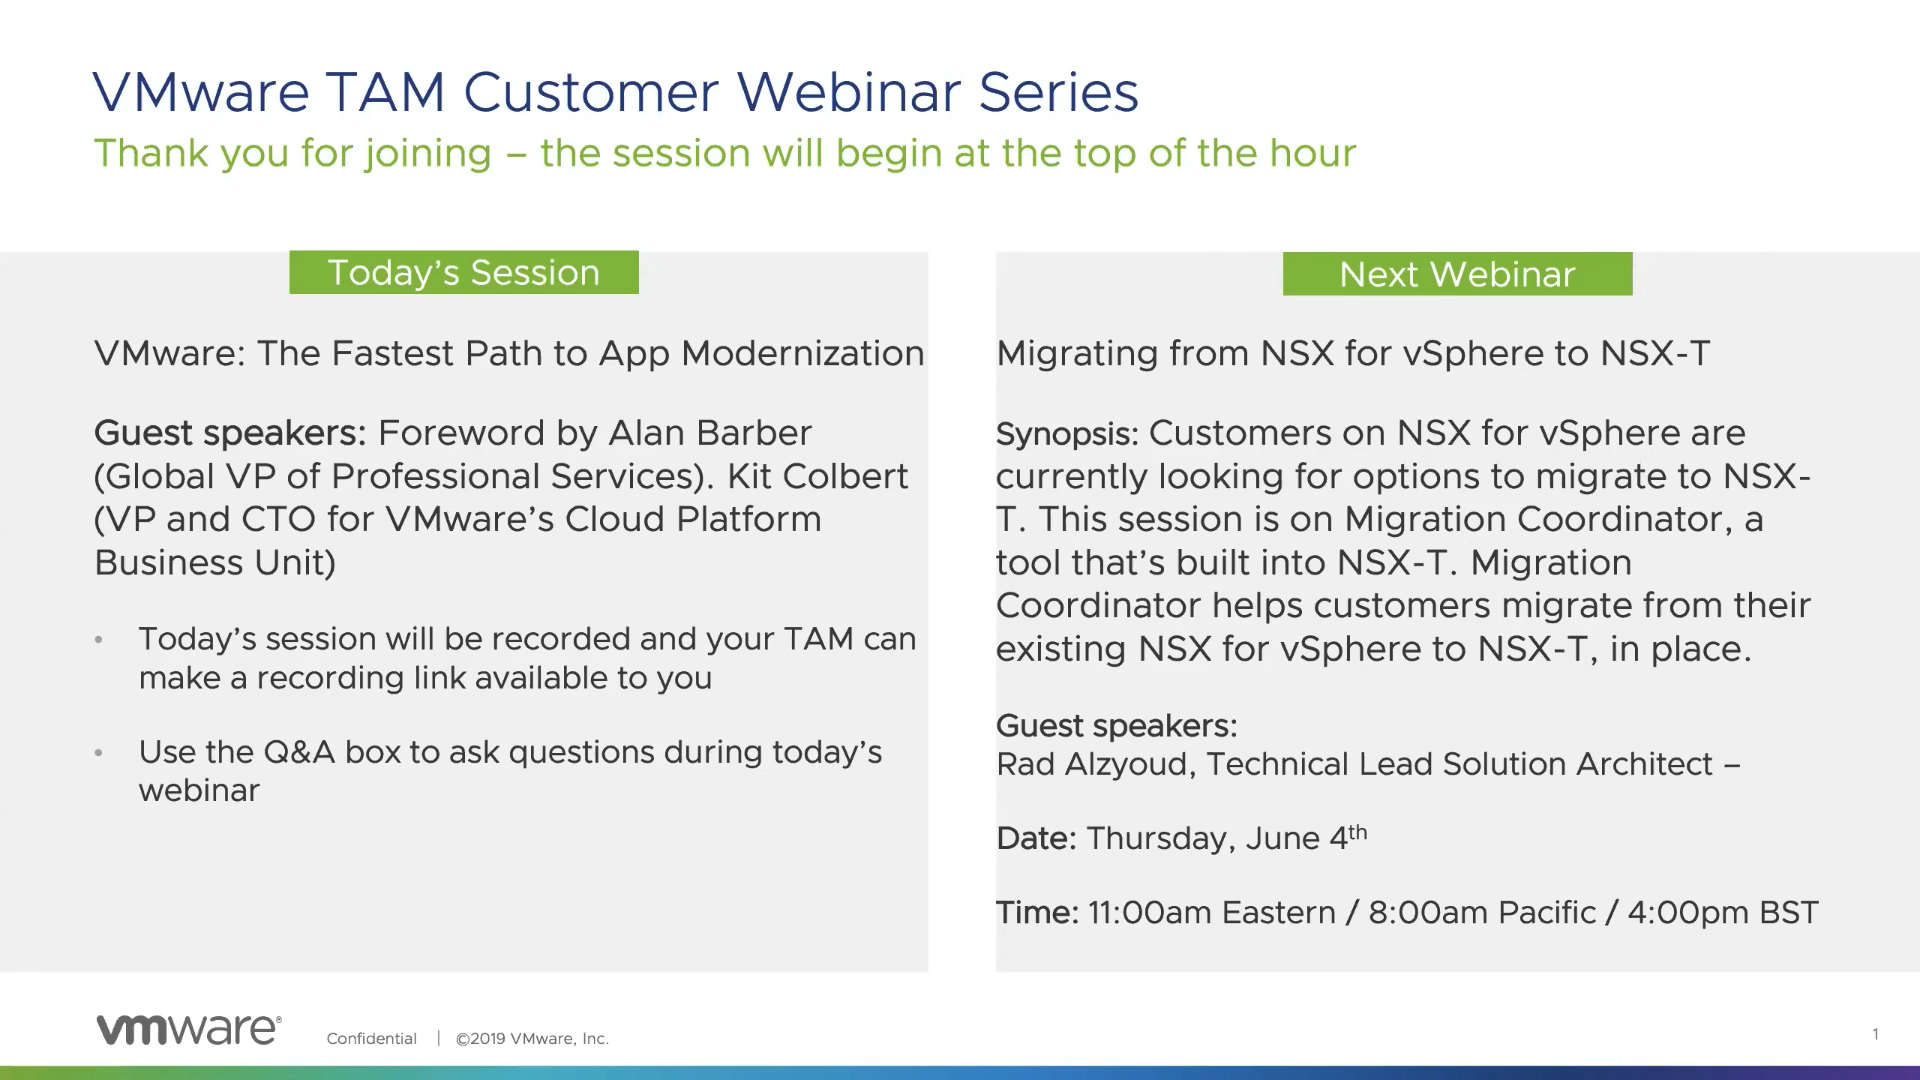 VMware TAM Customer Webinar Series
Thank you for joining – the session will begin at the top of the hour
Today’s Session
VMware: The Fastest Path to App Modernization
Guest speakers: Foreword by Alan Barber
(Global VP of Professional Services). Kit Colbert
(VP and CTO for VMware’s Cloud Platform
Business Unit)
• Today’s session will be recorded and your TAM can
make a recording link available to you
• Use the Q&A box to ask questions during today’s
webinar
Next Webinar
Migrating from NSX for vSphere to NSX-T
Synopsis: Customers on NSX for vSphere are
currently looking for options to migrate to NSX-
T. This session is on Migration Coordinator, a
tool that’s built into NSX-T. Migration
Coordinator helps customers migrate from their
existing NSX for vSphere to NSX-T, in place.
Guest speakers:
Rad Alzyoud, Technical Lead Solution Architect –
Date: Thursday, June 4th
Time: 11:00am Eastern / 8:00am Pacific / 4:00pm BST
vmware®
Confidential | ©2019 VMware, Inc.
1